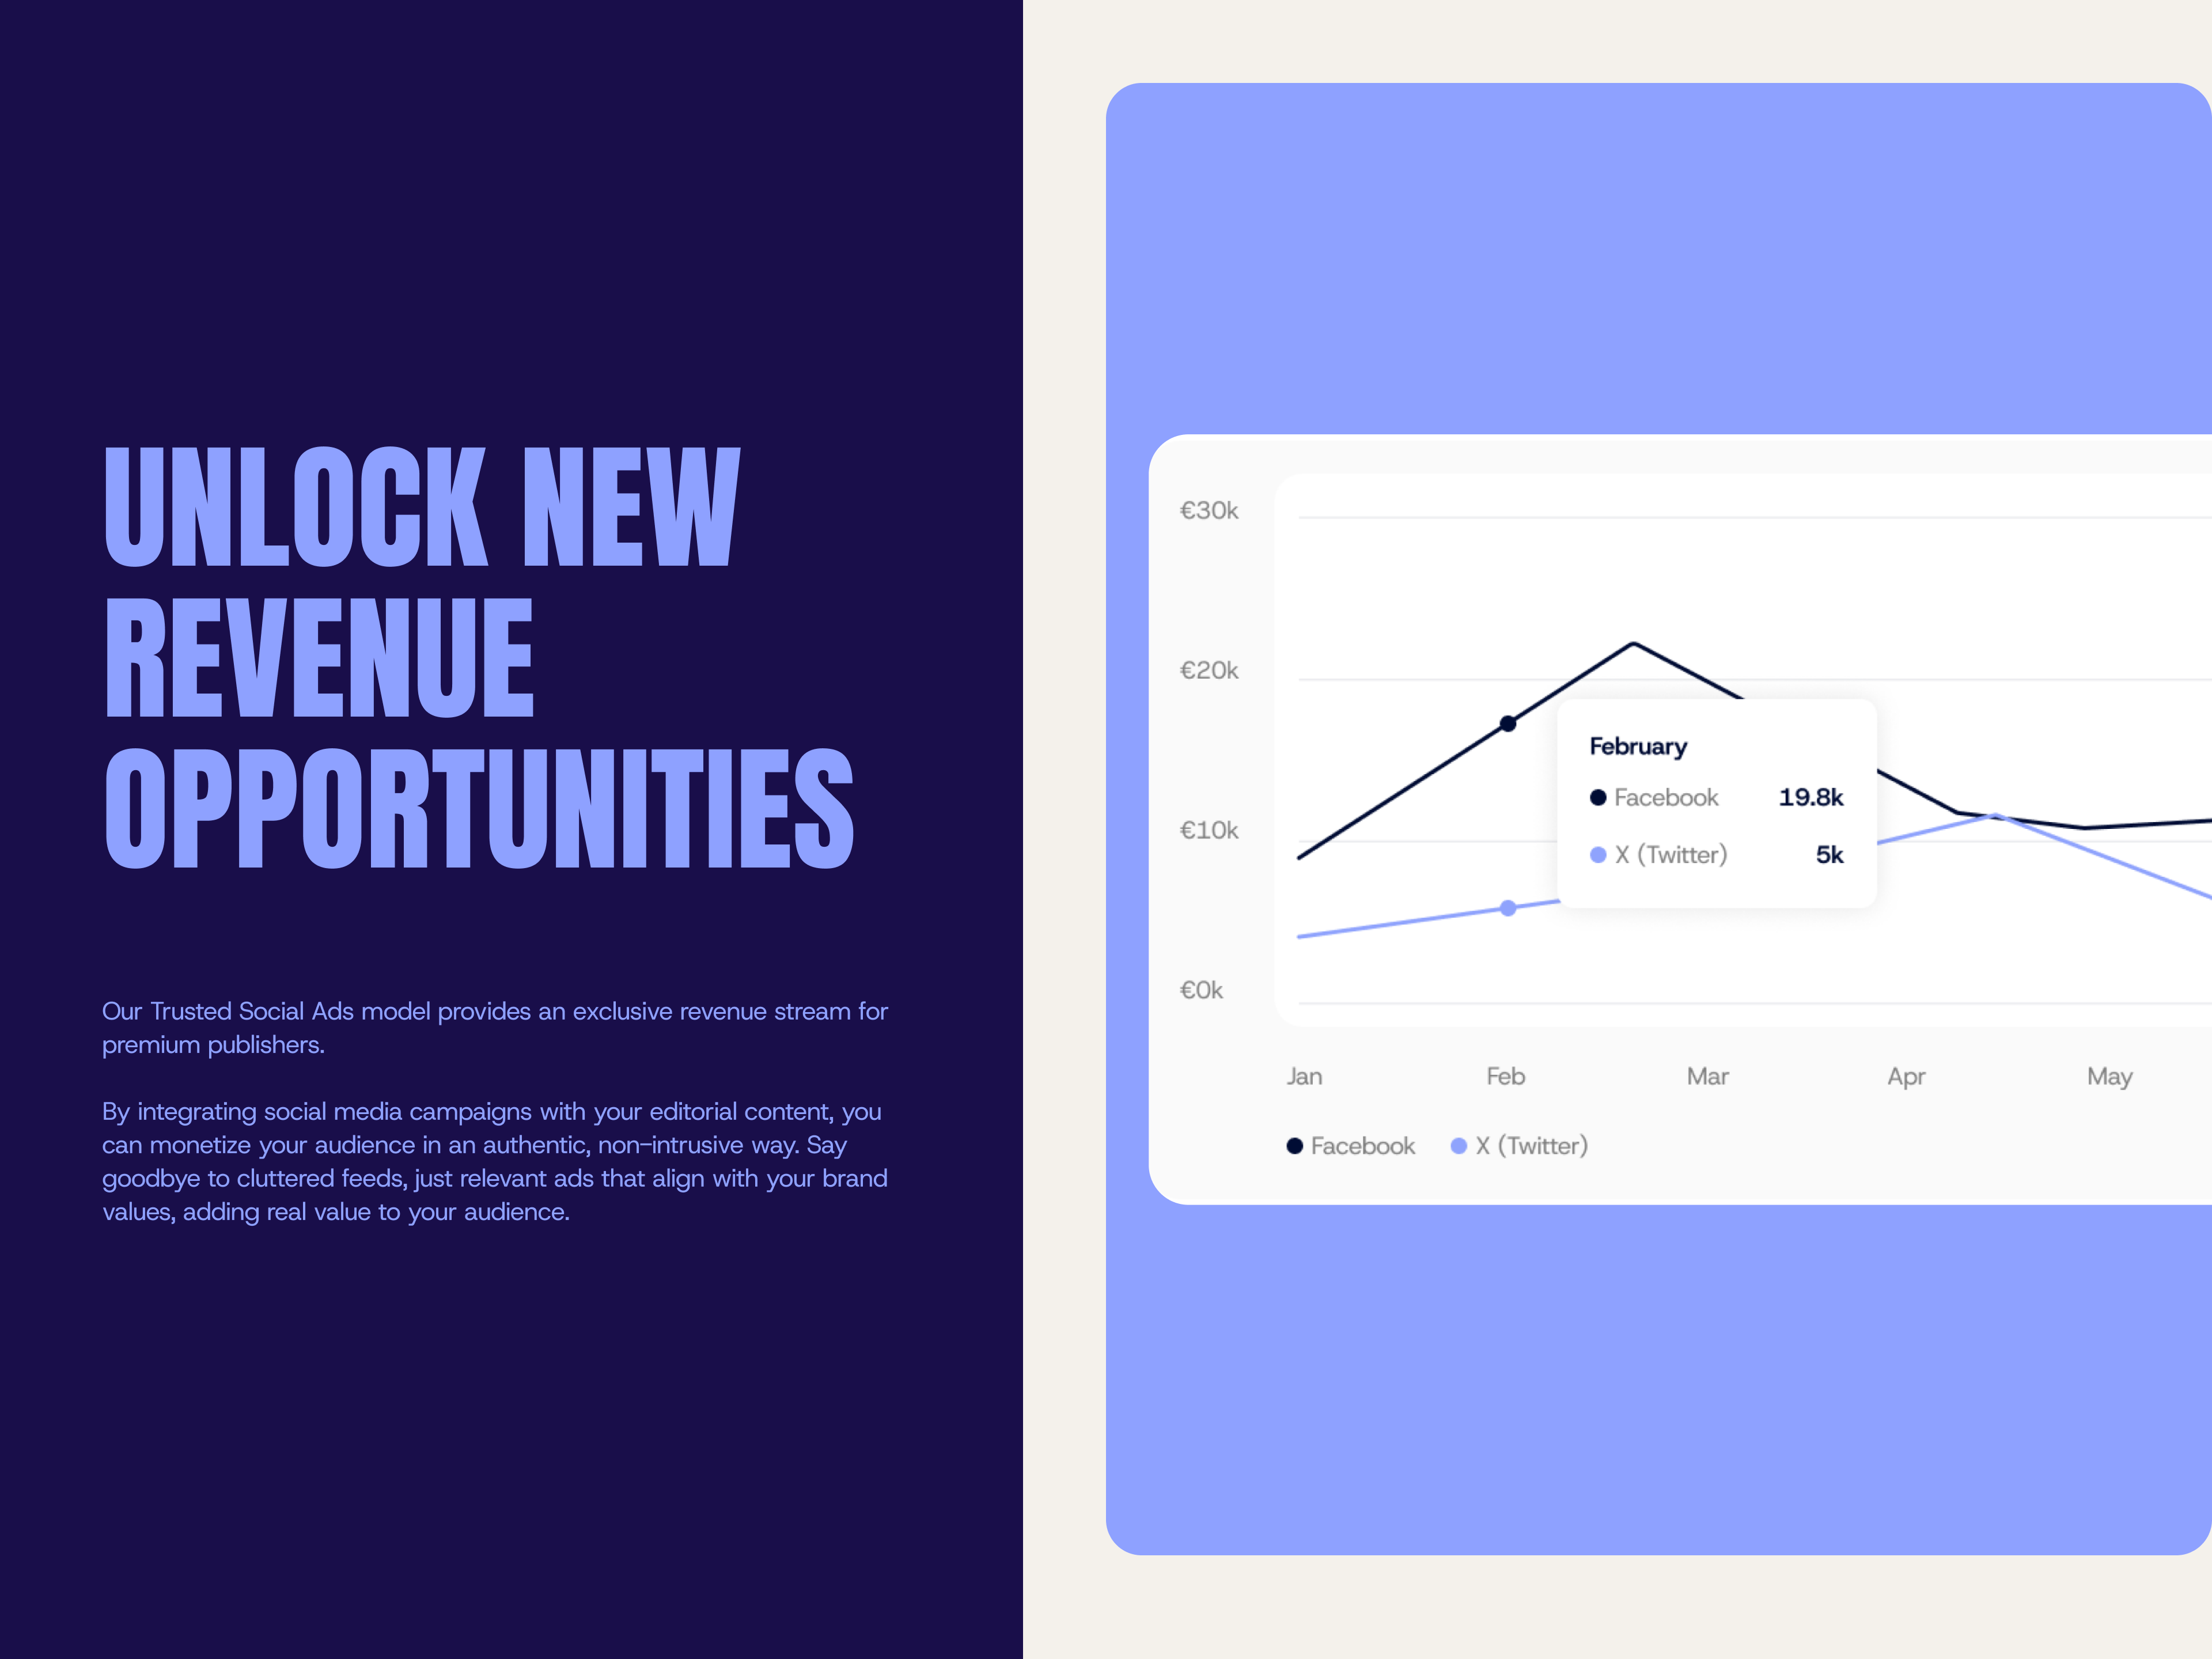 UNLOCK NEW
REVENUE
OPPORTUNITIES
Our Trusted Social Ads model provides an exclusive revenue stream for
premium publishers.
By integrating social media campaigns with your editorial content, you
can monetize your audience in an authentic, non-intrusive way. Say
goodbye to cluttered feeds, just relevant ads that align with your brand
values, adding real value to your audience.
€30k
€20k
€10k
€0k
February
Facebook 19.8k
X (Twitter) 5k
Jan Feb Mar Apr May
Facebook X (Twitter)